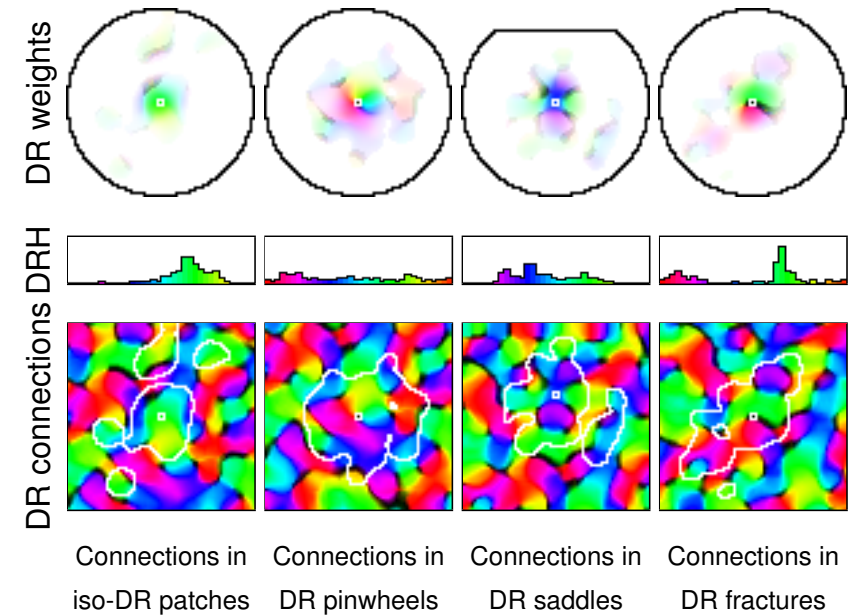 DR weights
DRH
DR connections
Connections in
iso-DR patches
Connections in
DR pinwheels
Connections in
DR saddles
Connections in
DR fractures